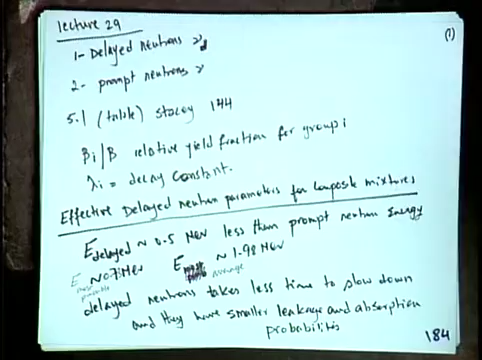 lecture 29
(1)
1- Delayed neutrons νd
2- prompt neutrons ν
5.1 (table) stacey 144
βi/β relative yield fraction for group i
λi = decay constant.
Effective Delayed neutron parameters for Composite mixtures
Edelayed ~ 0.5 MeV less than prompt neutron Energy
E most probable ~ 0.7 MeV E average ~ 1.98 MeV
delayed neutrons takes less time to slow down
and they have smaller leakage and absorption
probabilities
184